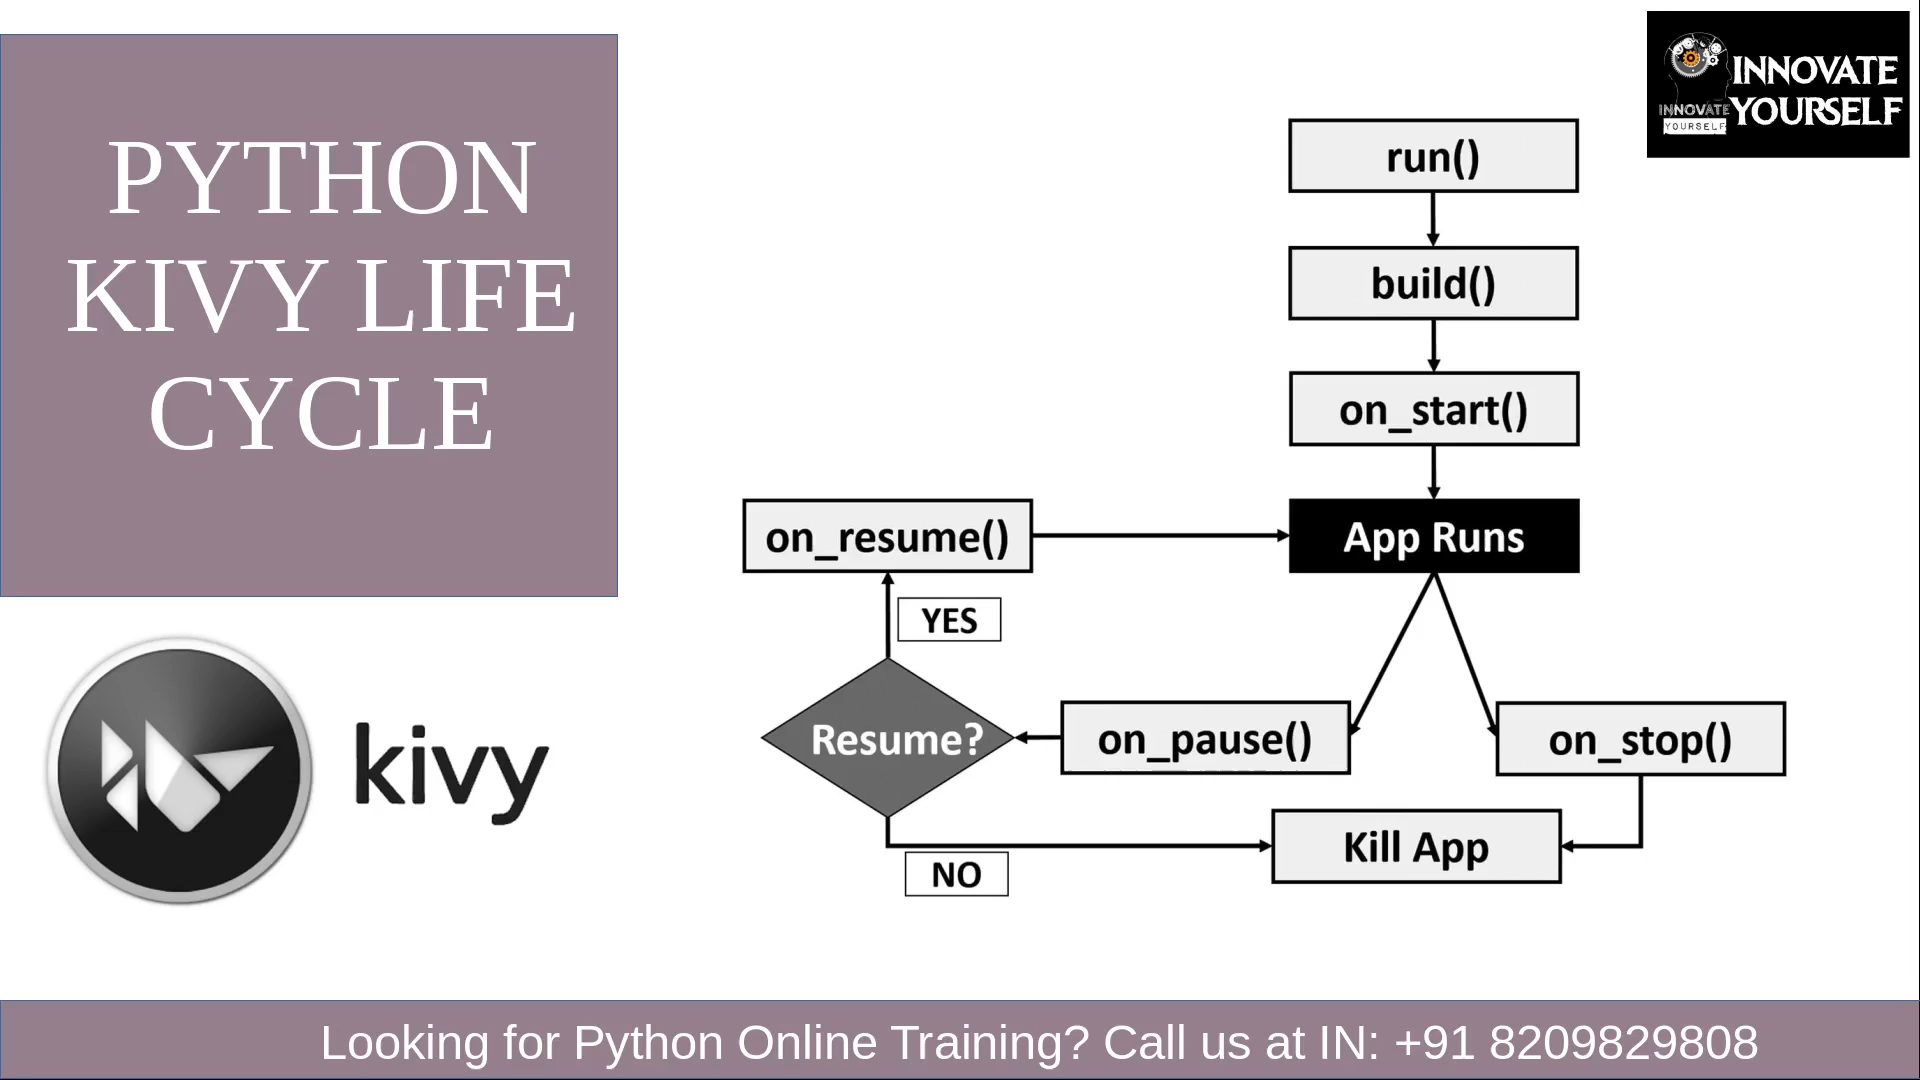 PYTHON
KIVY LIFE
CYCLE
INNOVATE
YOURSELF
INNOVATE
YOURSELF
run()
build()
on_start()
on_resume()
App Runs
YES
Resume?
on_pause()
on_stop()
kivy
Kill App
NO
Looking for Python Online Training? Call us at IN: +91 8209829808